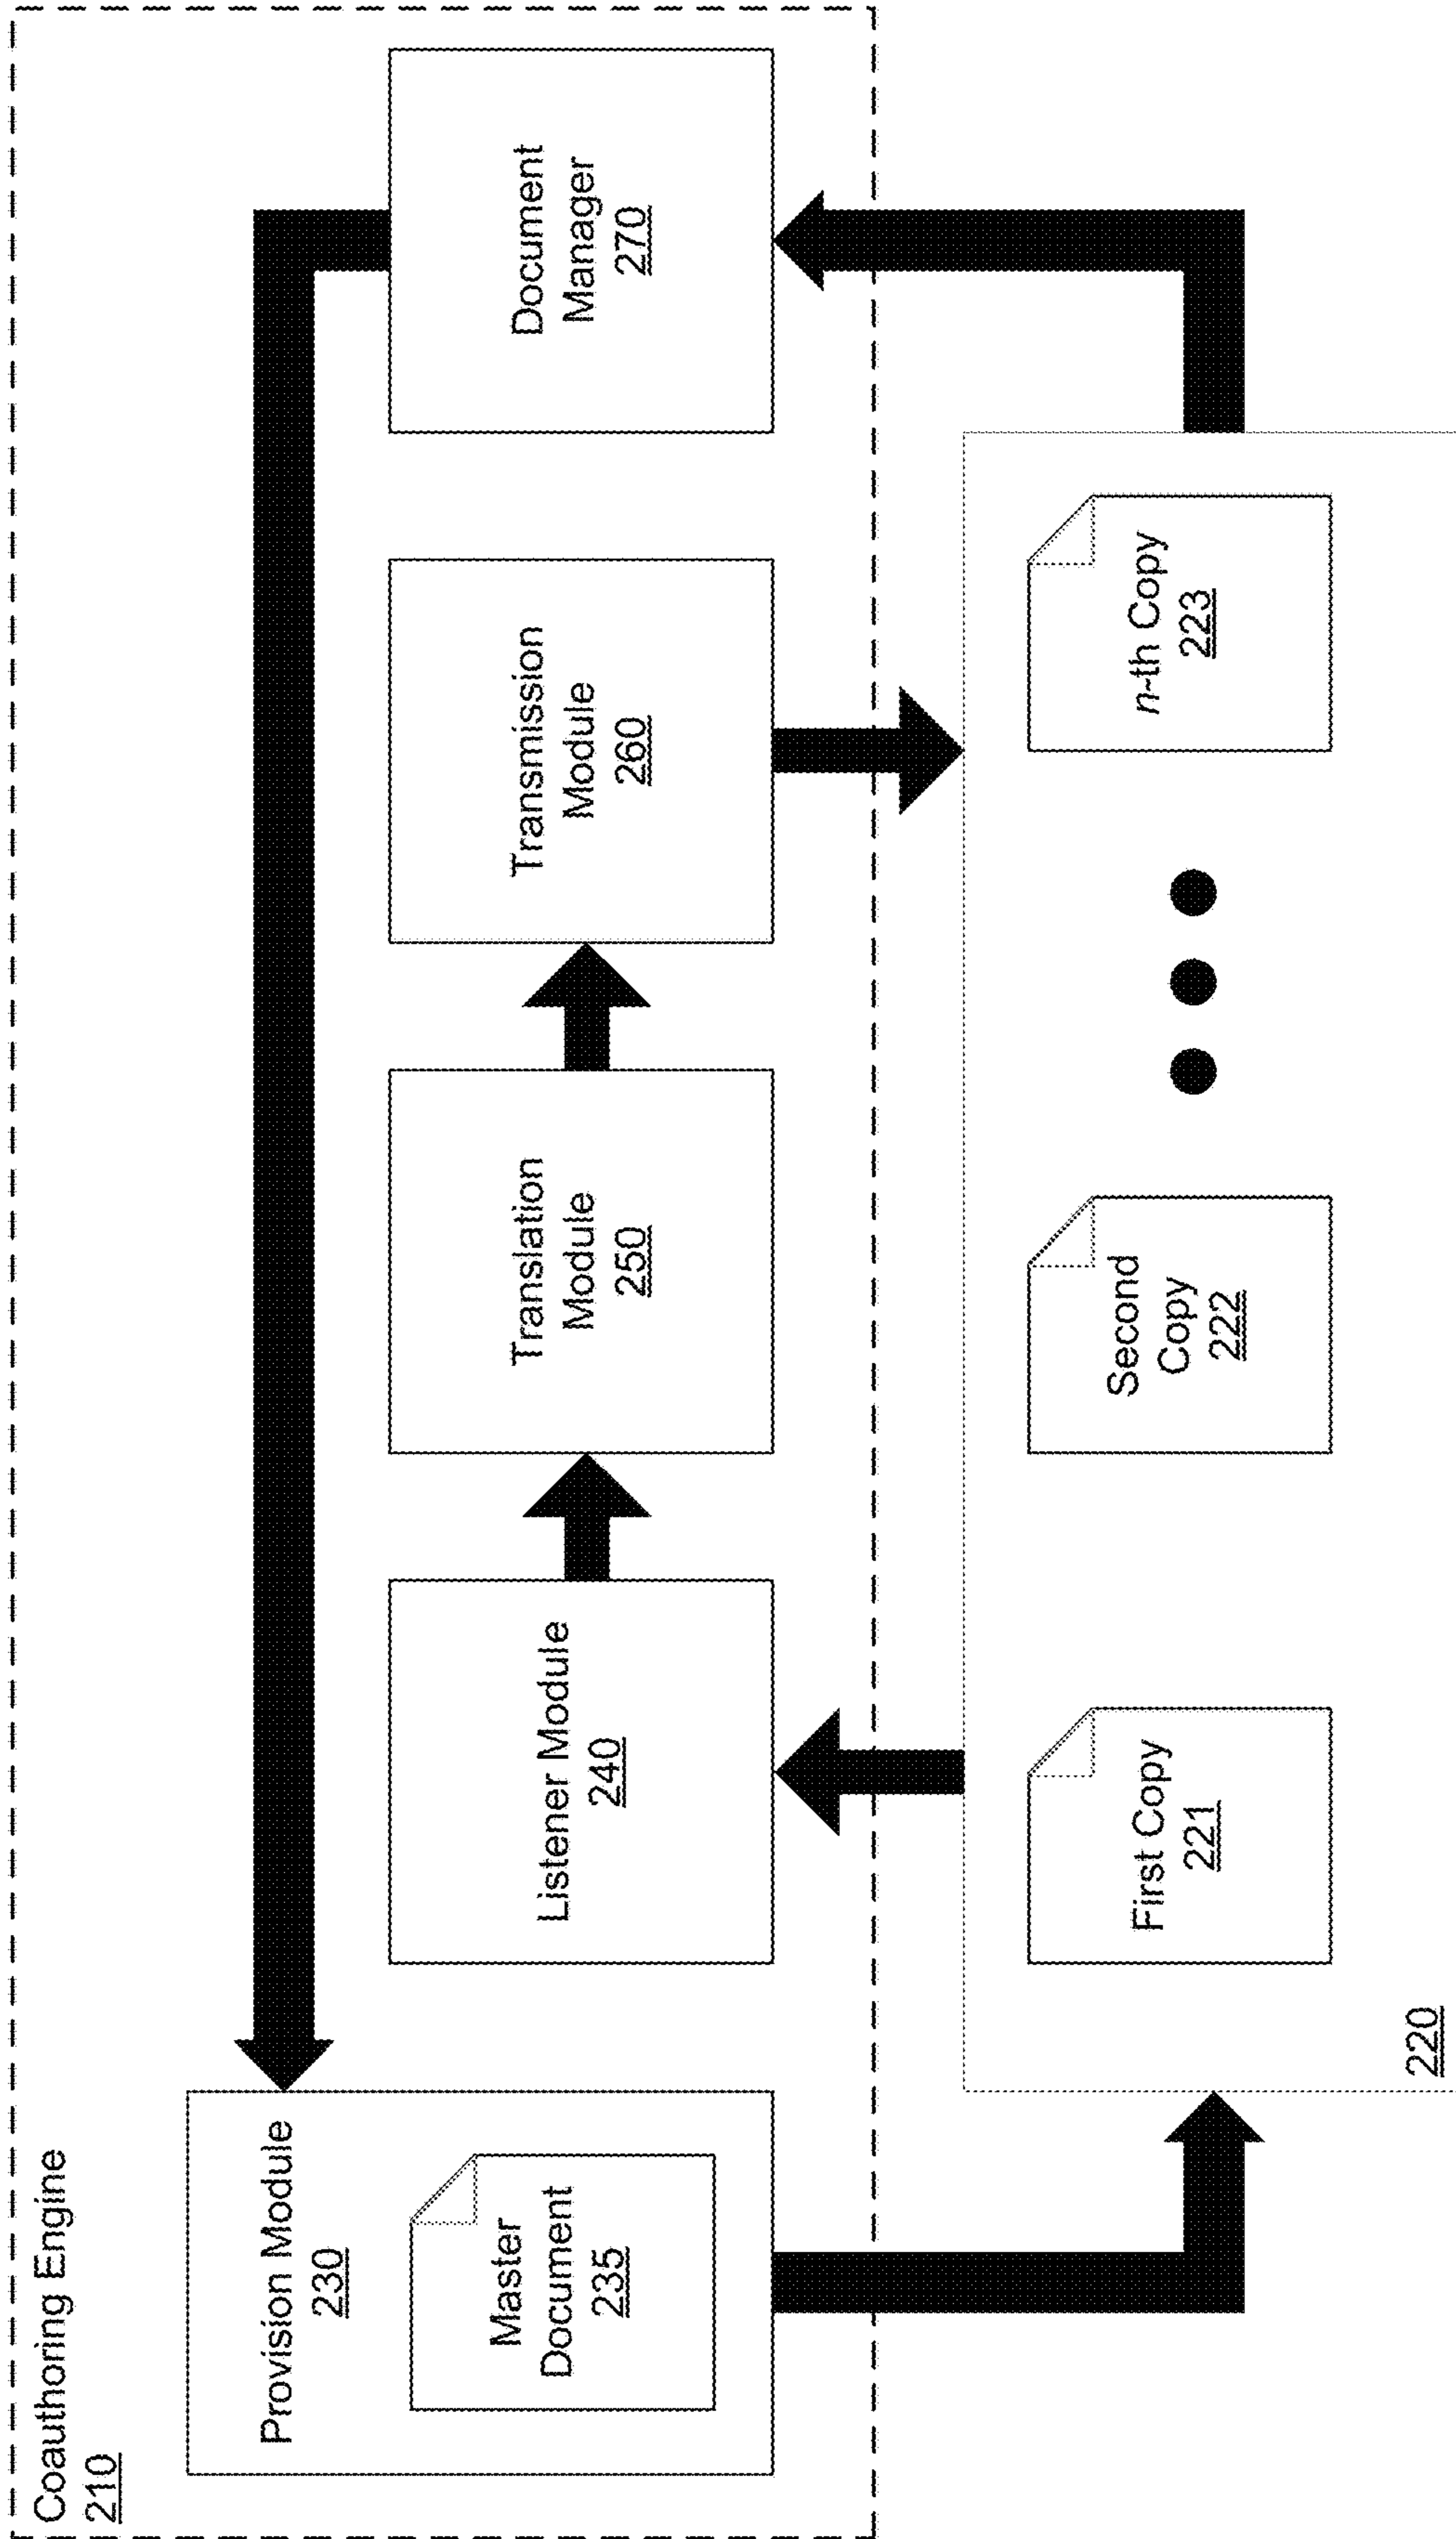 Coauthoring Engine
210
Provision Module
230
Master
Document
235
Listener Module
240
Translation
Module
250
Transmission
Module
260
Document
Manager
270
First Copy
221
Second
Copy
222
n-th Copy
223
220